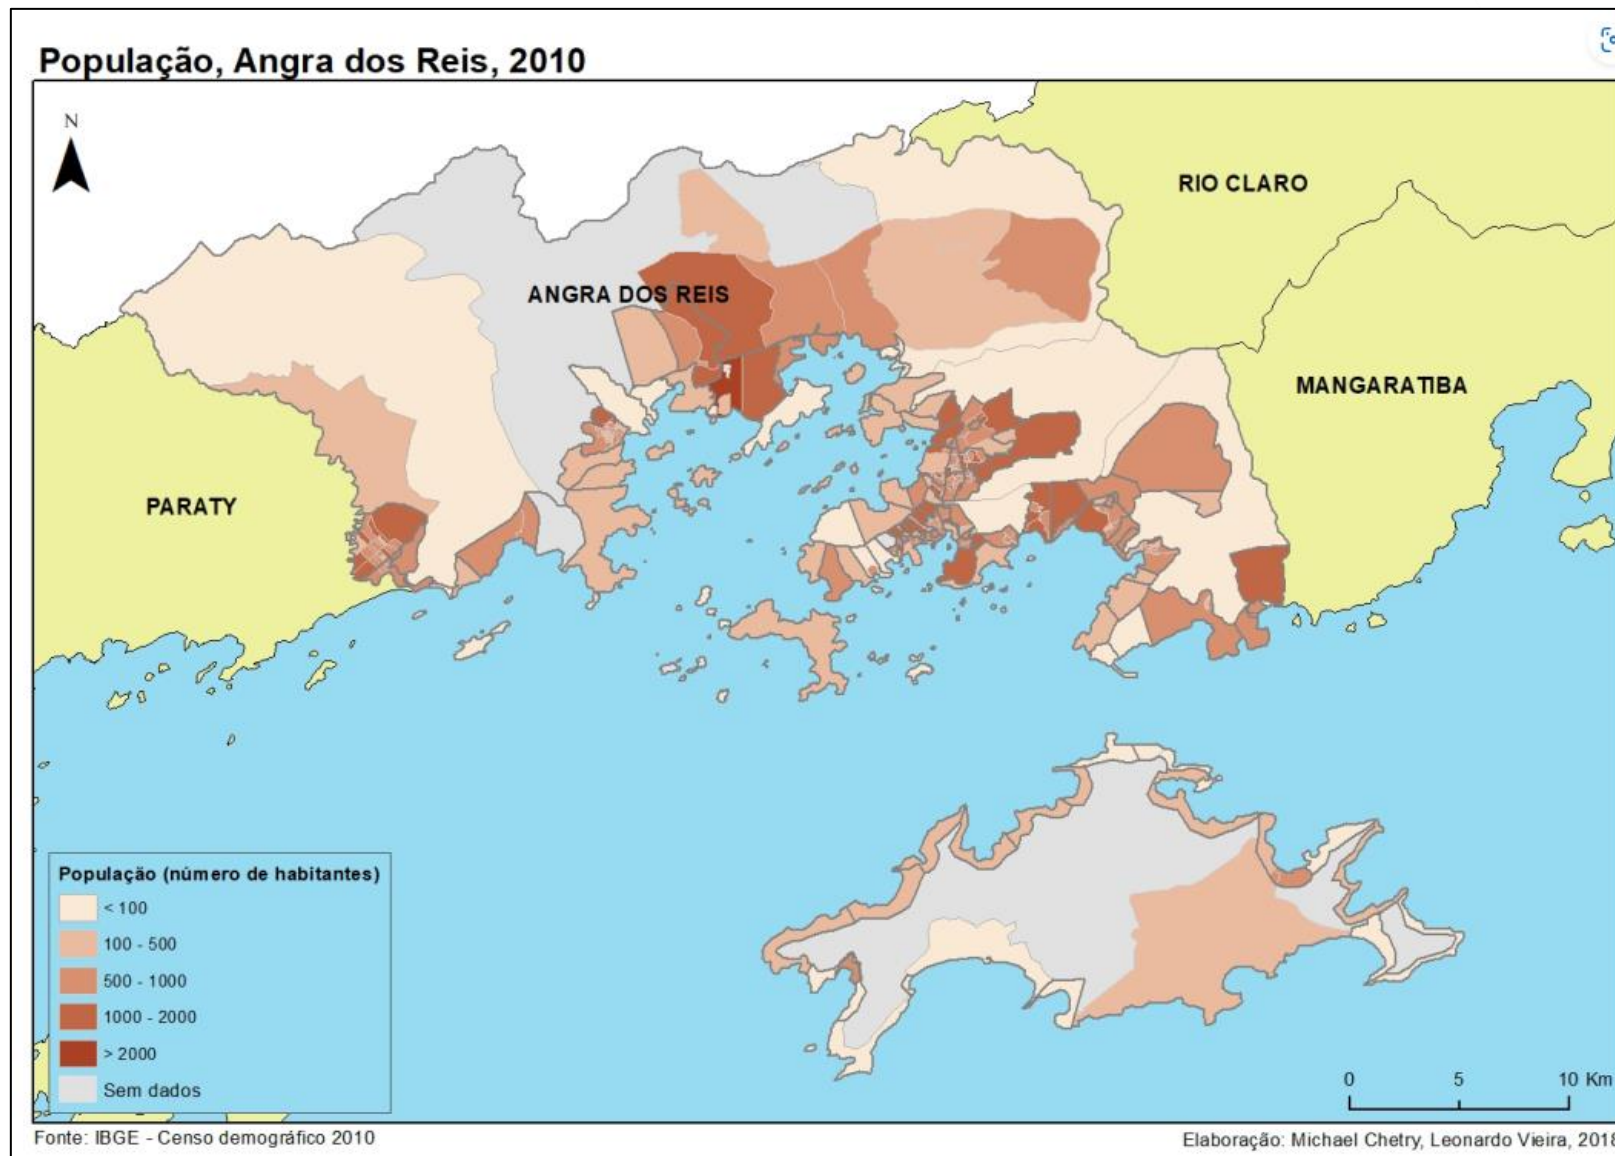 População, Angra dos Reis, 2010
N
RIO CLARO
ANGRA DOS REIS
MANGARATIBA
PARATY
População (número de habitantes)
< 100
100 - 500
500 - 1000
1000 - 2000
> 2000
Sem dados
0 5 10 Km
Fonte: IBGE - Censo demográfico 2010
Elaboração: Michael Chetry, Leonardo Vieira, 2018